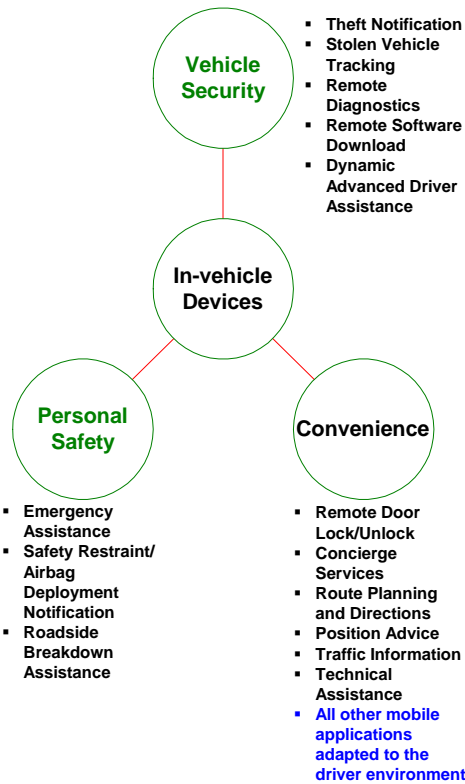 Vehicle
Security
▪ Theft Notification
▪ Stolen Vehicle
Tracking
▪ Remote
Diagnostics
▪ Remote Software
Download
▪ Dynamic
Advanced Driver
Assistance
In-vehicle
Devices
Personal
Safety
▪ Emergency
Assistance
▪ Safety Restraint/
Airbag
Deployment
Notification
▪ Roadside
Breakdown
Assistance
Convenience
▪ Remote Door
Lock/Unlock
▪ Concierge
Services
▪ Route Planning
and Directions
▪ Position Advice
▪ Traffic Information
▪ Technical
Assistance
▪ All other mobile
applications
adapted to the
driver environment